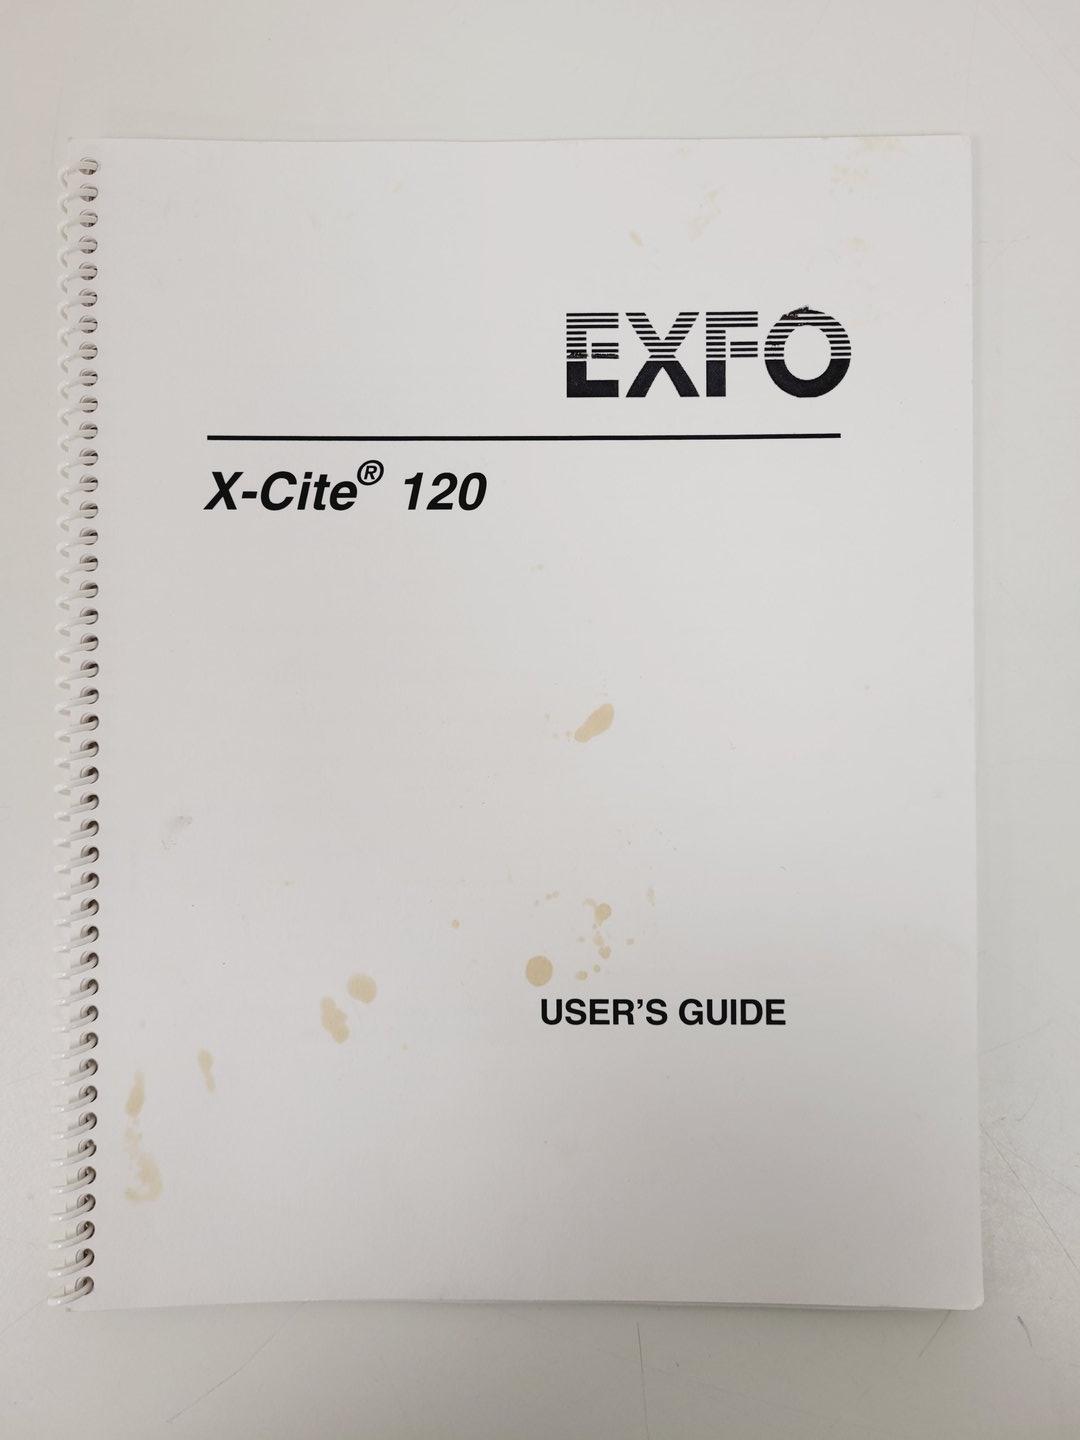 EXFO
X-Cite® 120
USER'S GUIDE